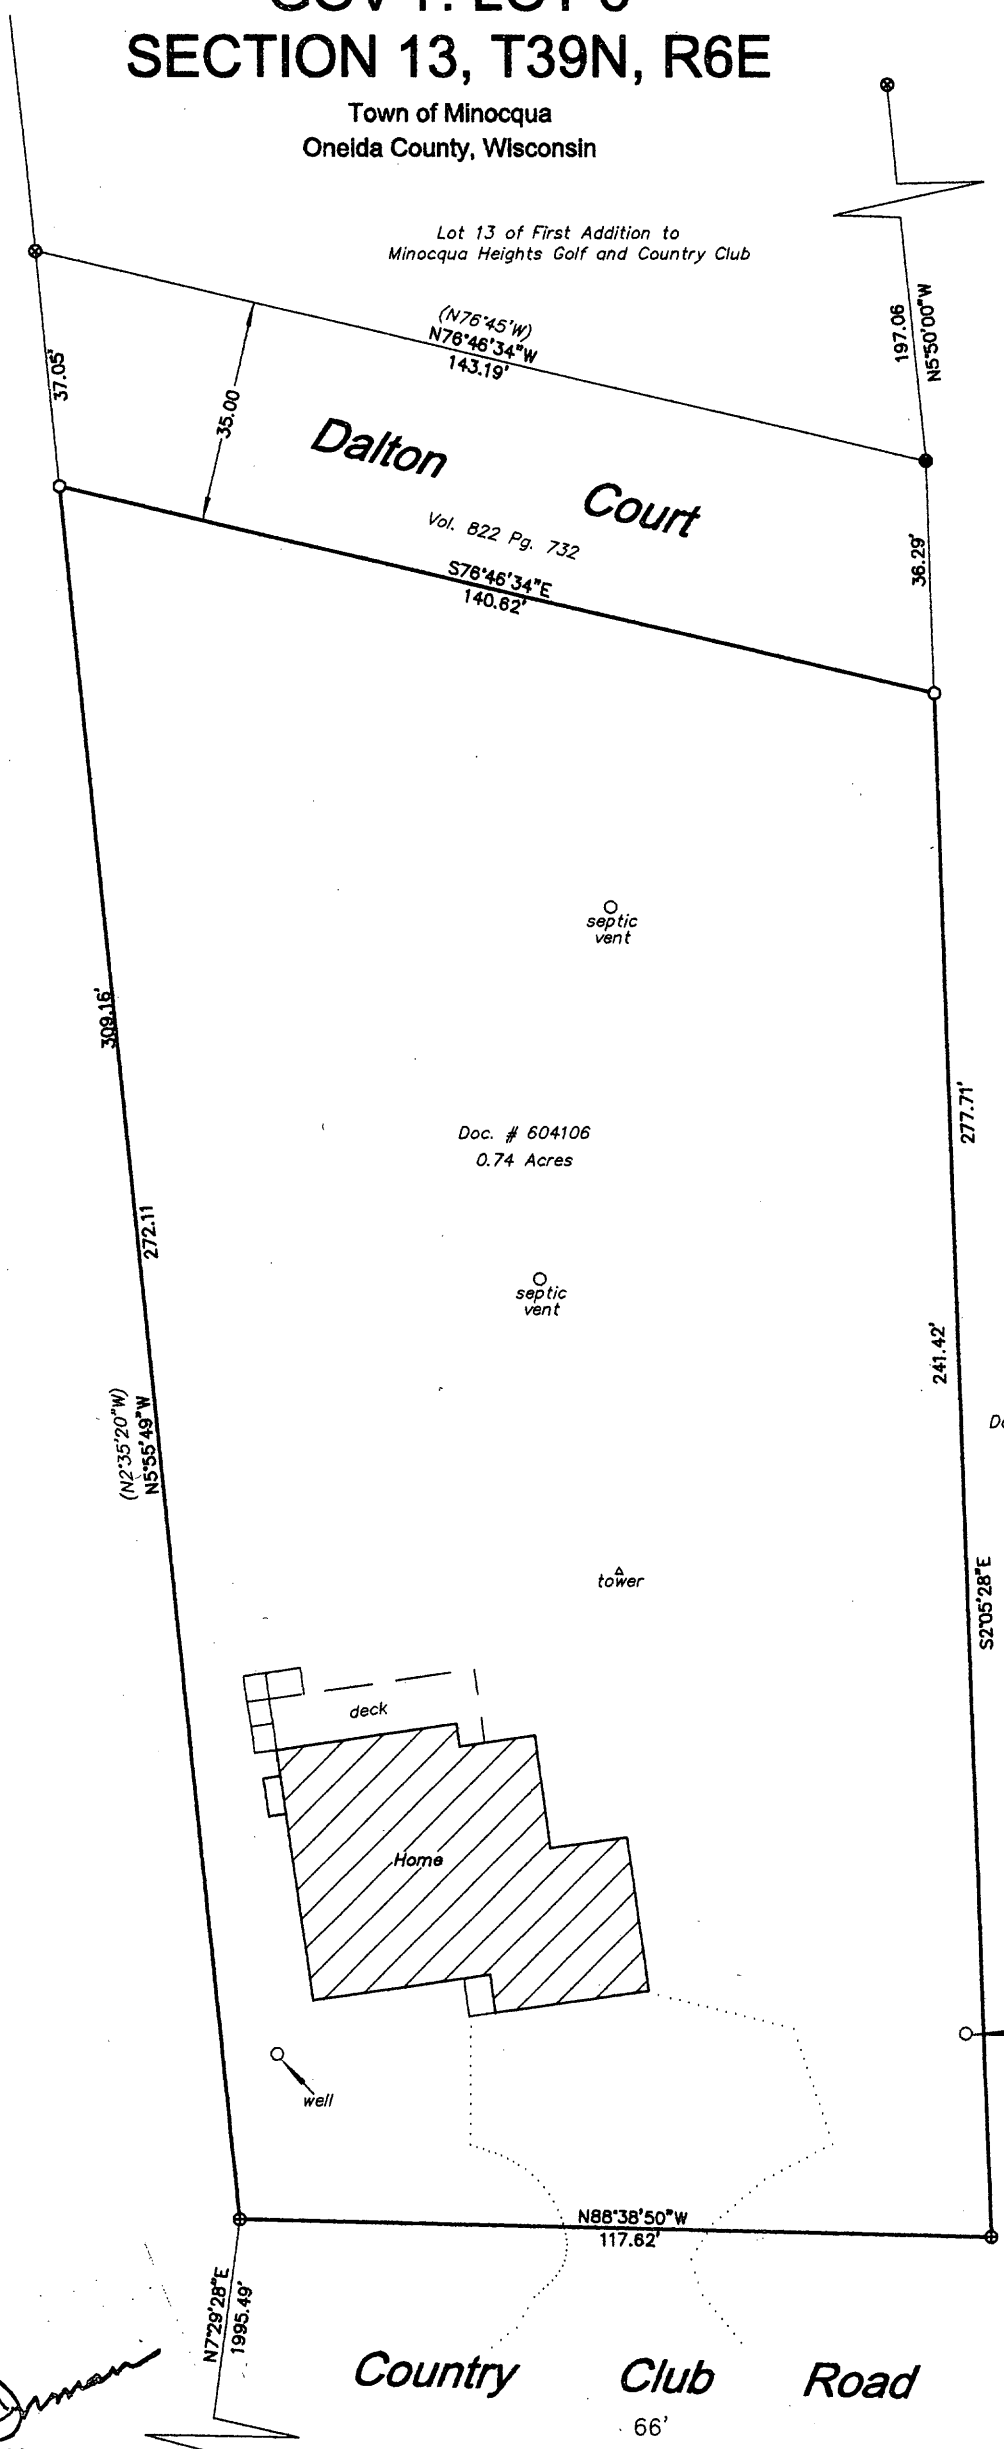 SECTION 13, T39N, R6E
Town of Minocqua
Oneida County, Wisconsin
Lot 13 of First Addition to
Minocqua Heights Golf and Country Club
(N76°45'W)
N76°46'34"W
143.19'
197.06
N5°50'00"W
37.05'
35.00
Dalton Court
Vol. 822 Pg. 732
S76°46'34"E
140.62'
36.29'
septic
vent
309.16'
277.71'
Doc. # 604106
0.74 Acres
272.11
septic
vent
241.42'
(N2°35'20"W)
N5°55'49"W
tower
S2°05'28"E
deck
Home
well
N88°38'50"W
117.62'
N7°29'28"E
1995.49'
Country Club Road
66'